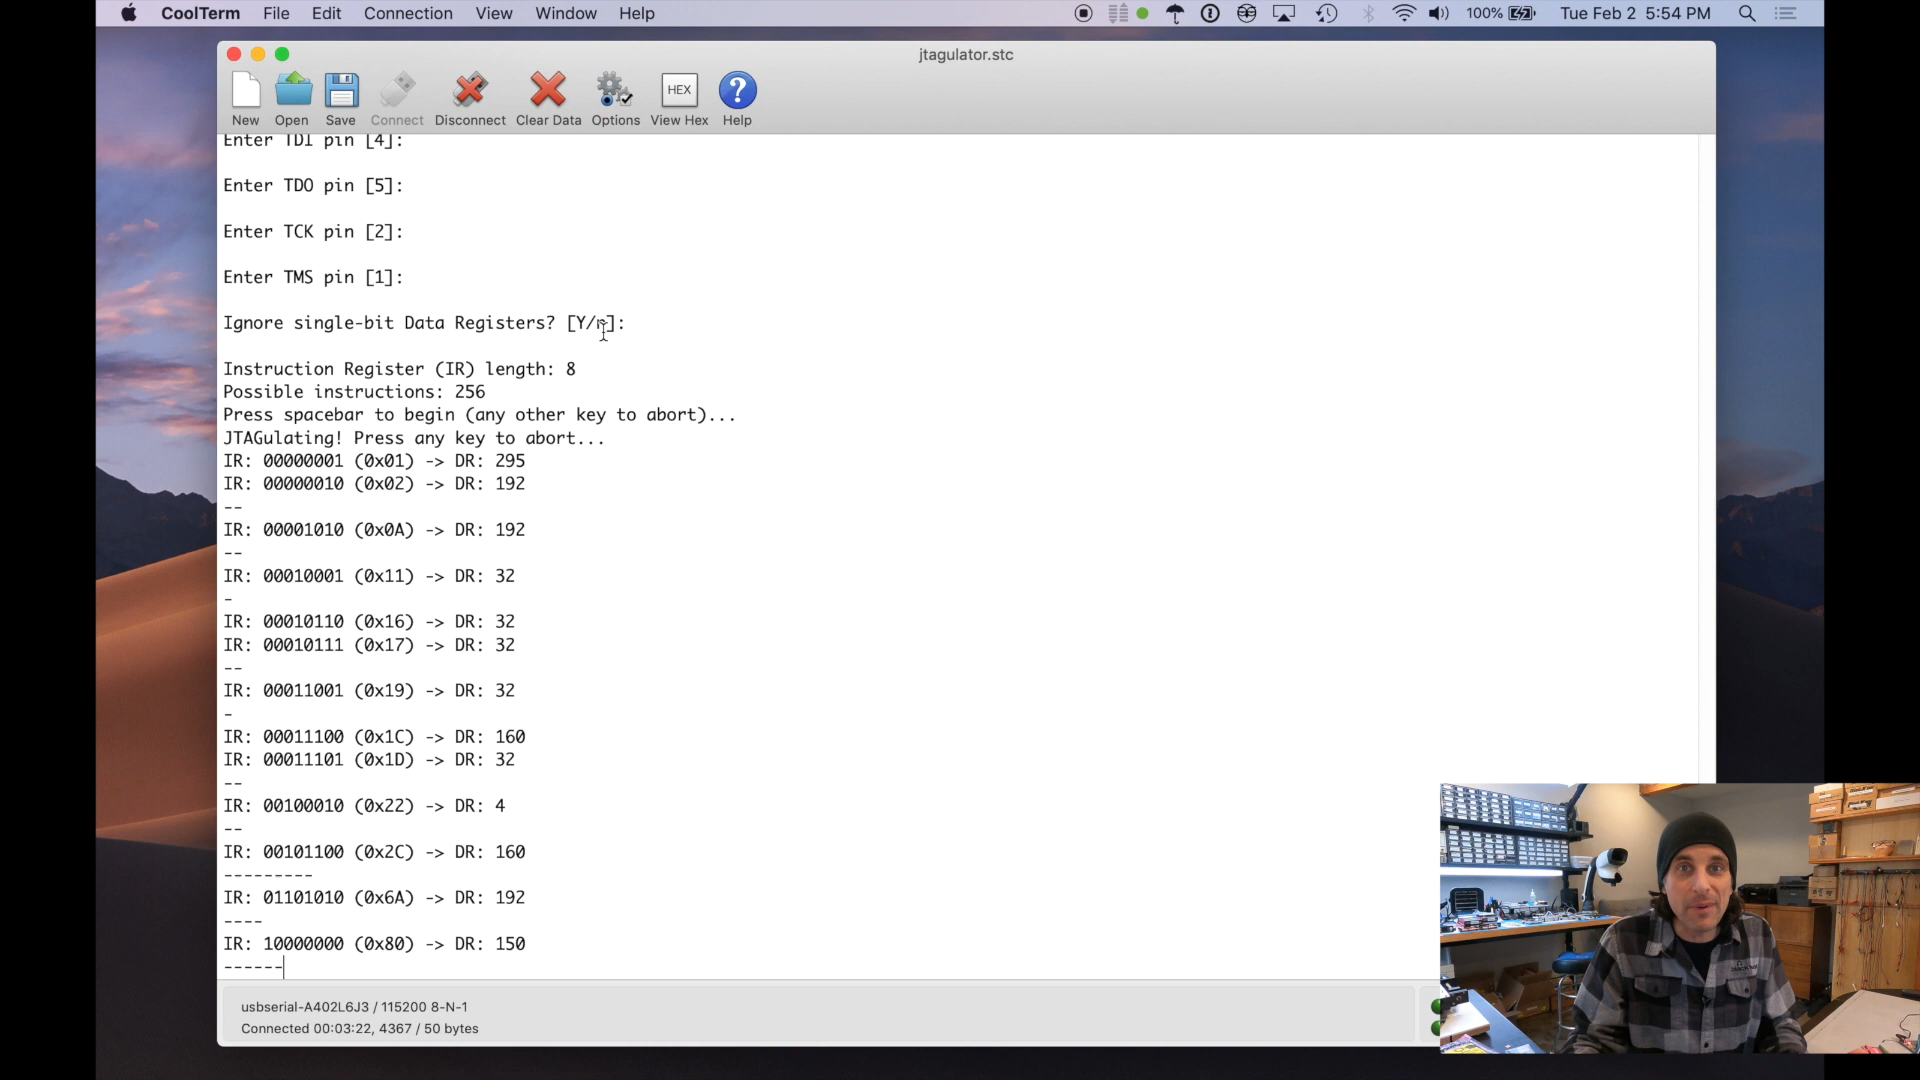 CoolTerm File Edit Connection View Window Help 100% Tue Feb 2 5:54 PM
jtagulator.stc
HEX
New Open Save Connect Disconnect Clear Data Options View Hex Help
Enter TDI pin [4]:
Enter TDO pin [5]:
Enter TCK pin [2]:
Enter TMS pin [1]:
Ignore single-bit Data Registers? [Y/n]:
Instruction Register (IR) length: 8
Possible instructions: 256
Press spacebar to begin (any other key to abort)...
JTAGulating! Press any key to abort...
IR: 00000001 (0x01) -> DR: 295
IR: 00000010 (0x02) -> DR: 192
--
IR: 00001010 (0x0A) -> DR: 192
--
IR: 00010001 (0x11) -> DR: 32
-
IR: 00010110 (0x16) -> DR: 32
IR: 00010111 (0x17) -> DR: 32
--
IR: 00011001 (0x19) -> DR: 32
-
IR: 00011100 (0x1C) -> DR: 160
IR: 00011101 (0x1D) -> DR: 32
--
IR: 00100010 (0x22) -> DR: 4
--
IR: 00101100 (0x2C) -> DR: 160
---------
IR: 01101010 (0x6A) -> DR: 192
----
IR: 10000000 (0x80) -> DR: 150
------
usbserial-A402L6J3 / 115200 8-N-1
Connected 00:03:22, 4367 / 50 bytes